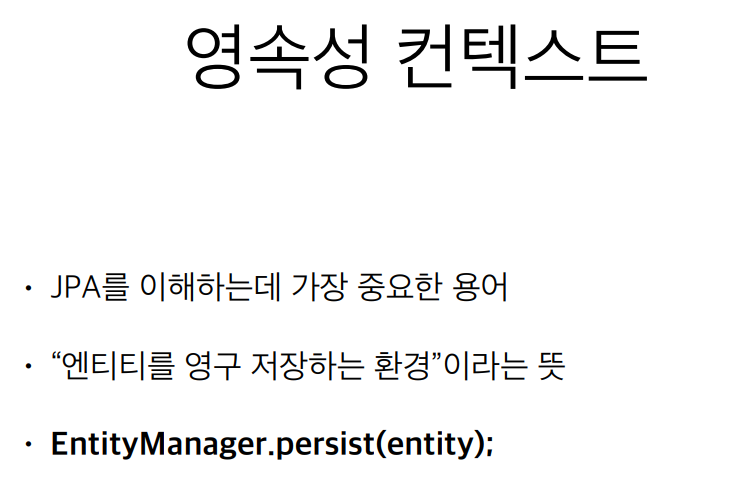 영속성 컨텍스트
• JPA를 이해하는데 가장 중요한 용어
• “엔티티를 영구 저장하는 환경”이라는 뜻
• EntityManager.persist(entity);